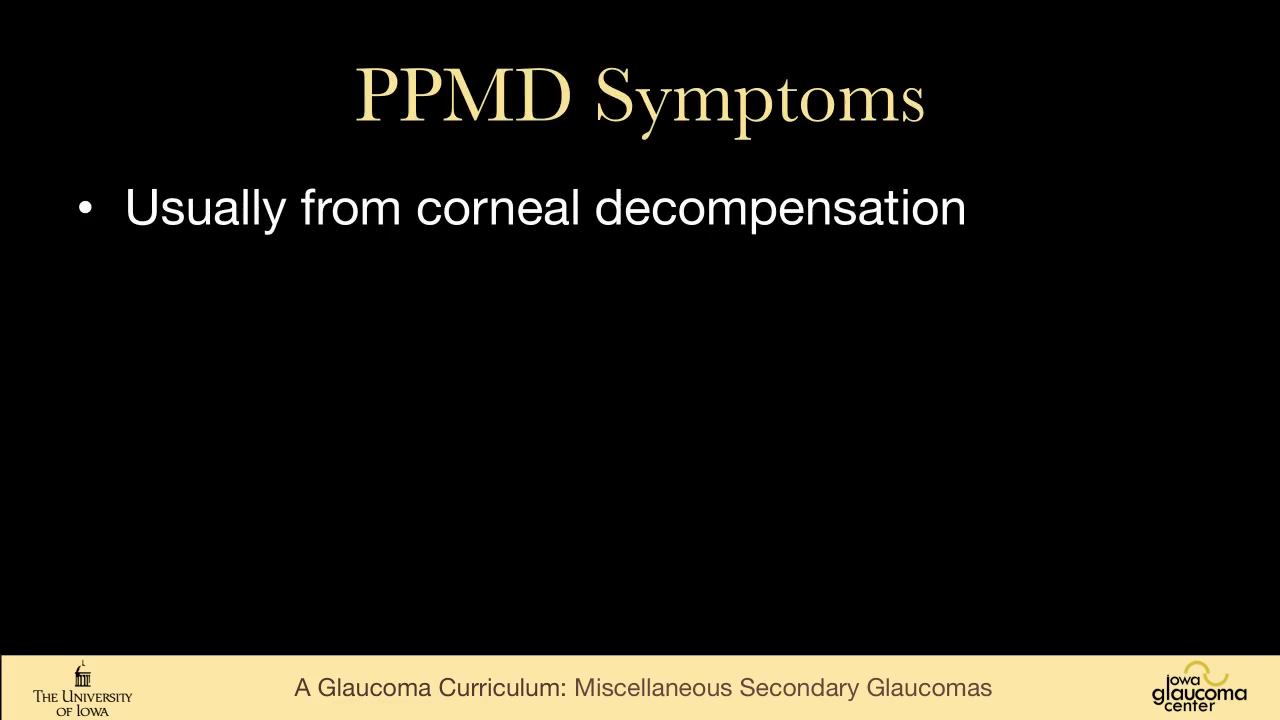 PPMD Symptoms
• Usually from corneal decompensation
THE UNIVERSITY
OF IOWA
A Glaucoma Curriculum: Miscellaneous Secondary Glaucomas
iowa
glaucoma
center